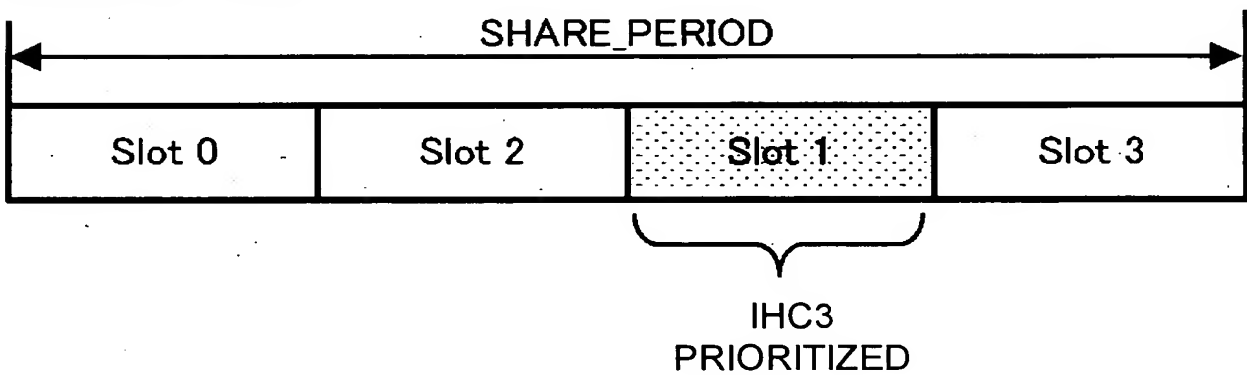 SHARE_PERIOD
Slot 0 Slot 2 Slot 1 Slot 3
IHC3
PRIORITIZED